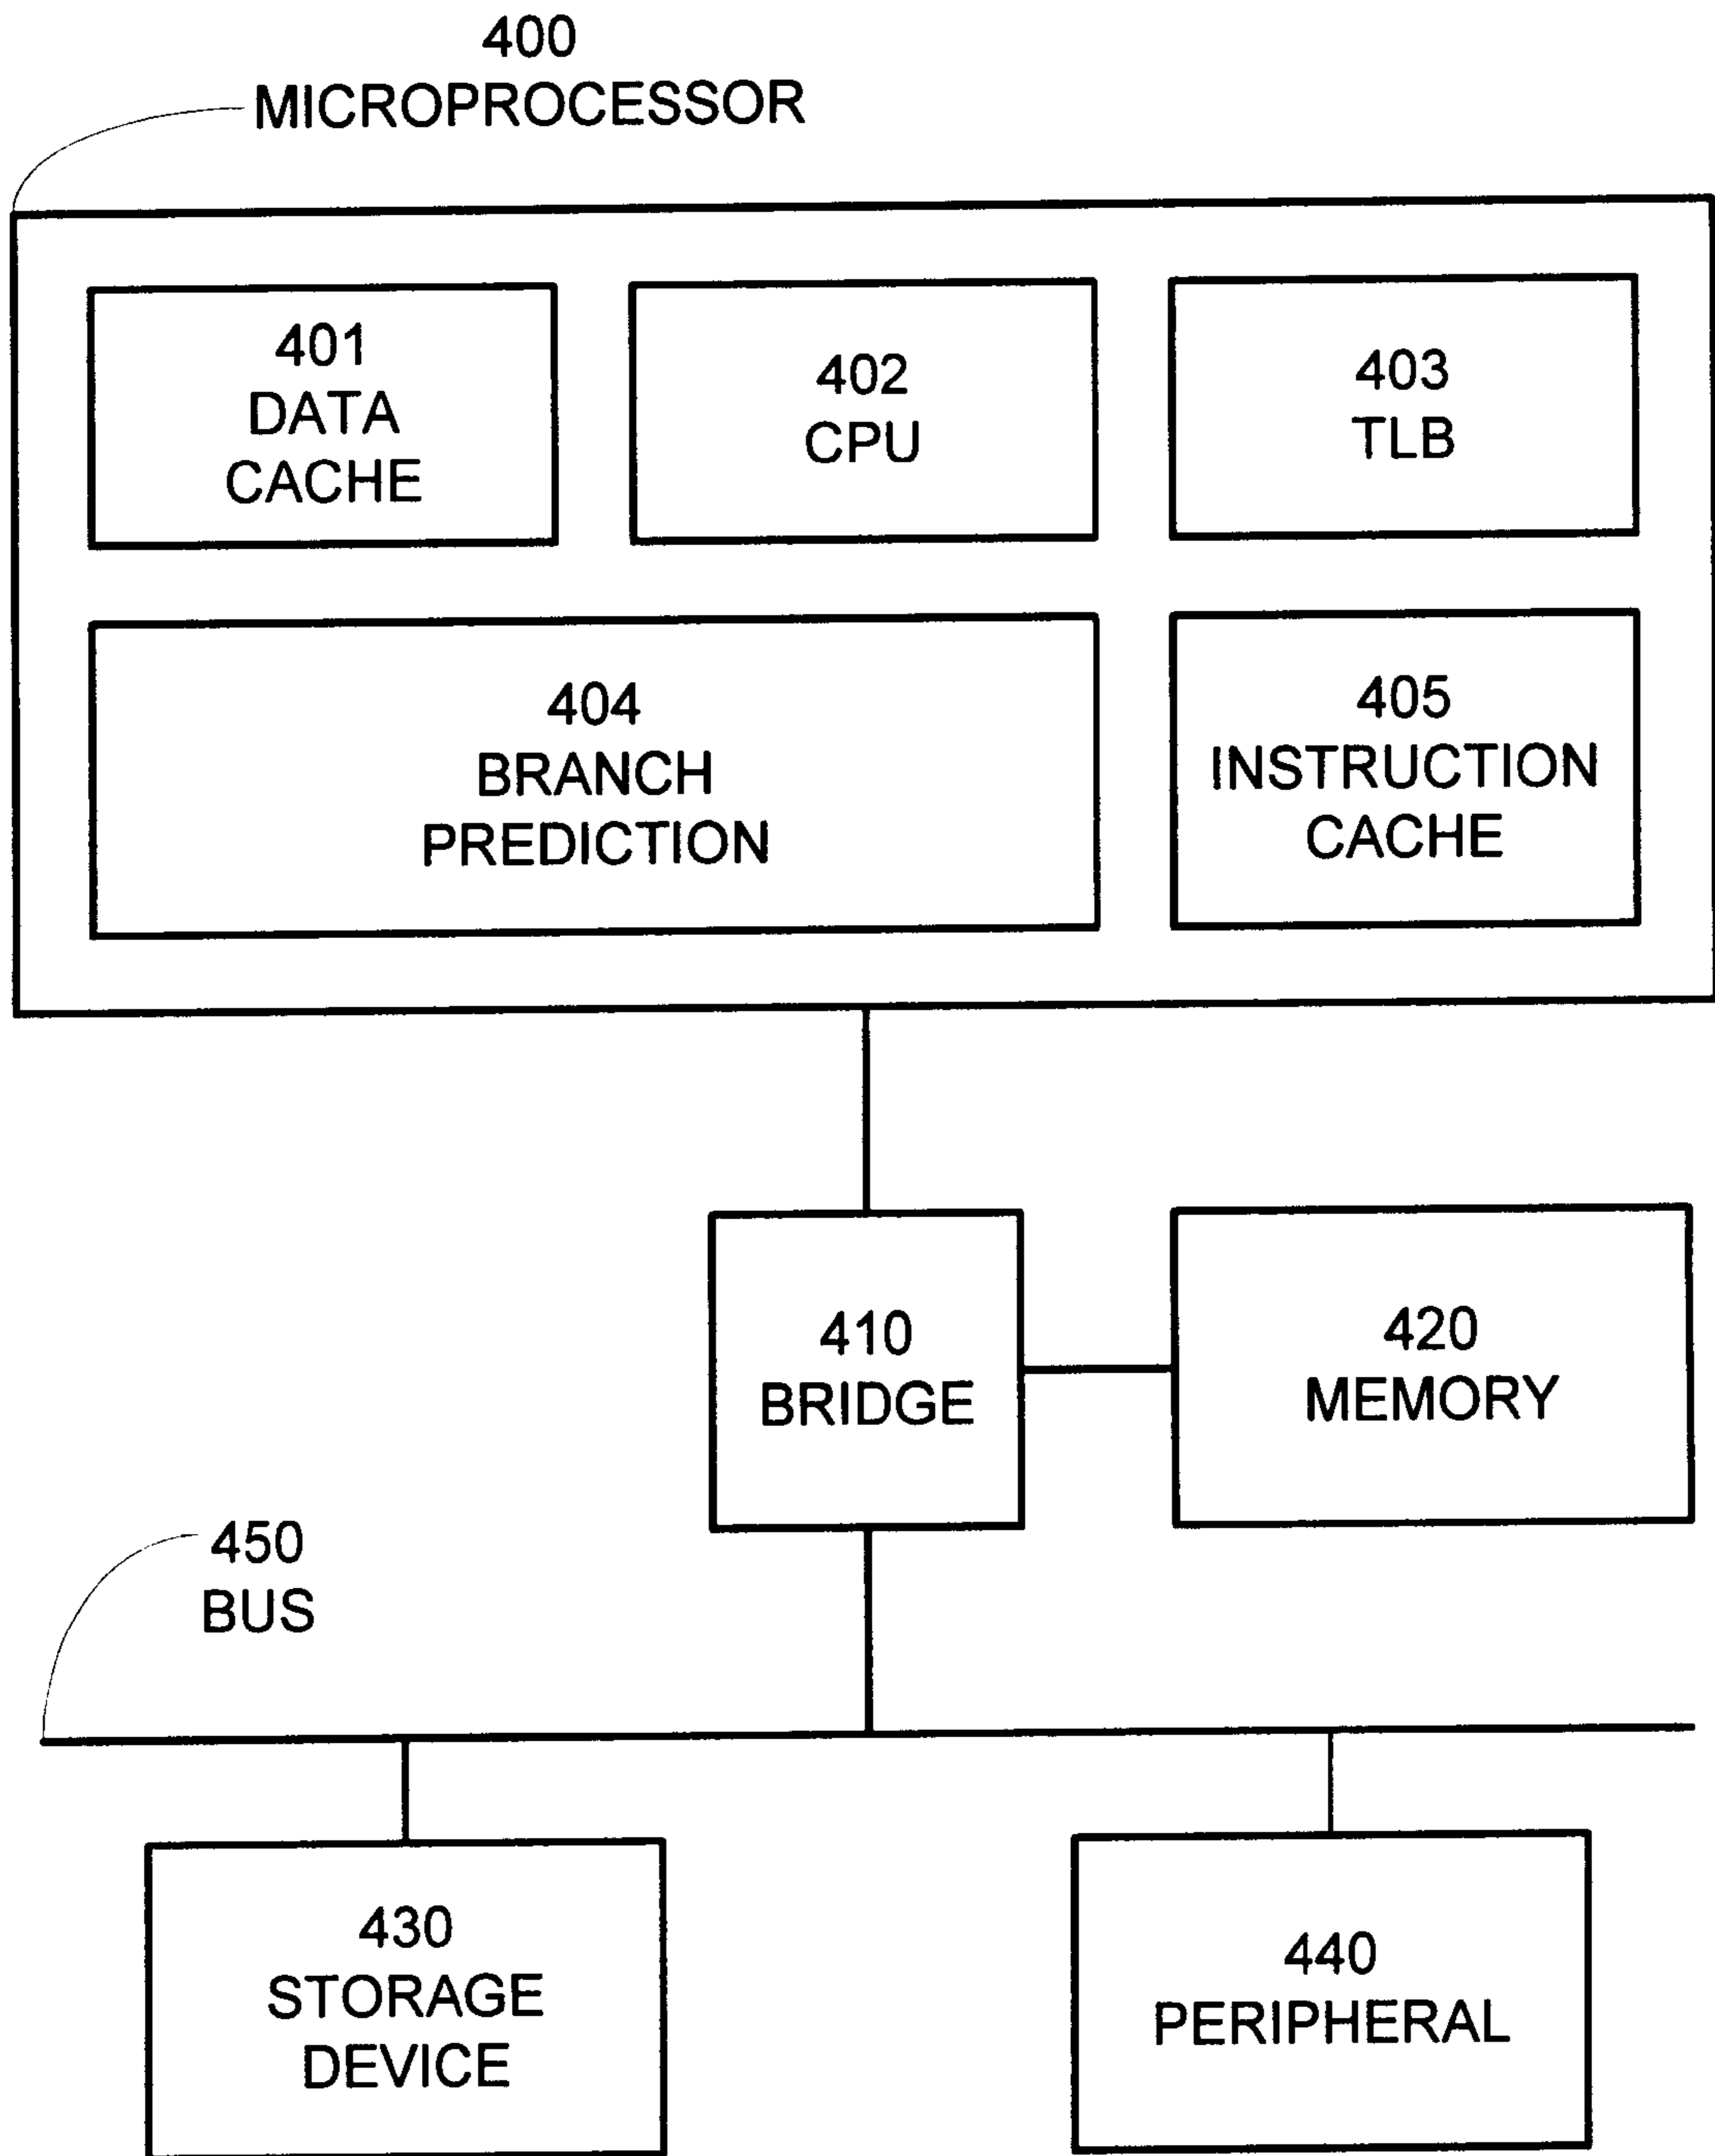 400
MICROPROCESSOR
401
DATA
CACHE
402
CPU
403
TLB
404
BRANCH
PREDICTION
405
INSTRUCTION
CACHE
410
BRIDGE
420
MEMORY
450
BUS
430
STORAGE
DEVICE
440
PERIPHERAL